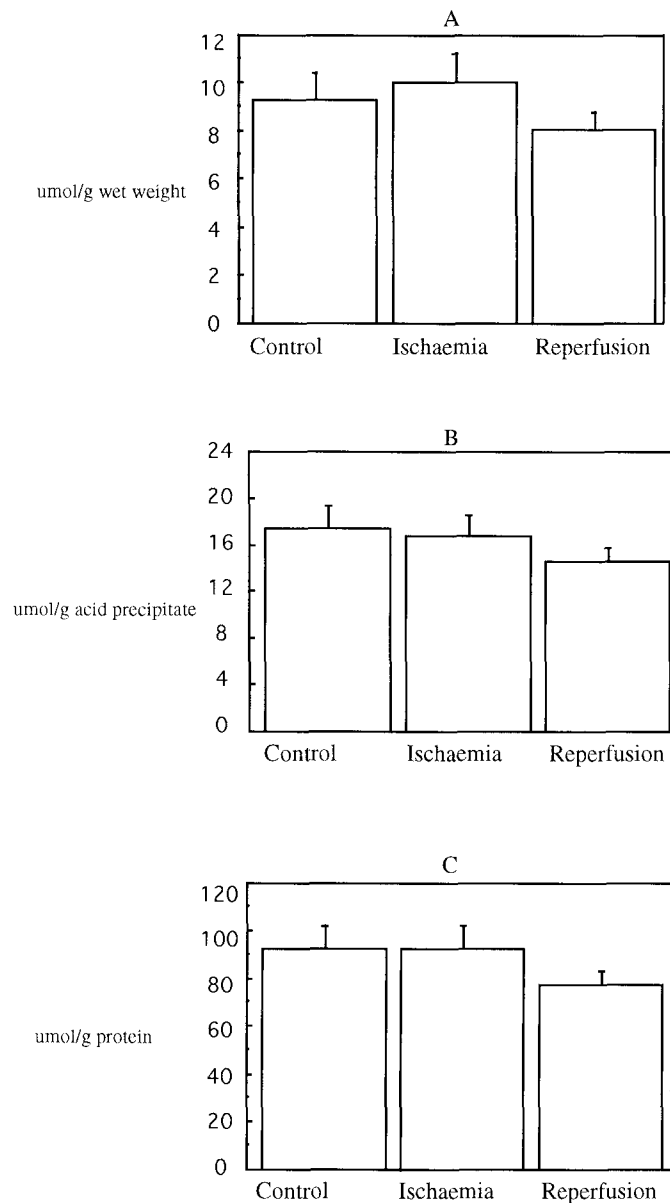 A
12
10
8
6
4
2
0
umol/g wet weight
Control Ischaemia Reperfusion
B
24
20
16
12
8
4
0
umol/g acid precipitate
Control Ischaemia Reperfusion
C
120
100
80
60
40
20
0
umol/g protein
Control Ischaemia Reperfusion